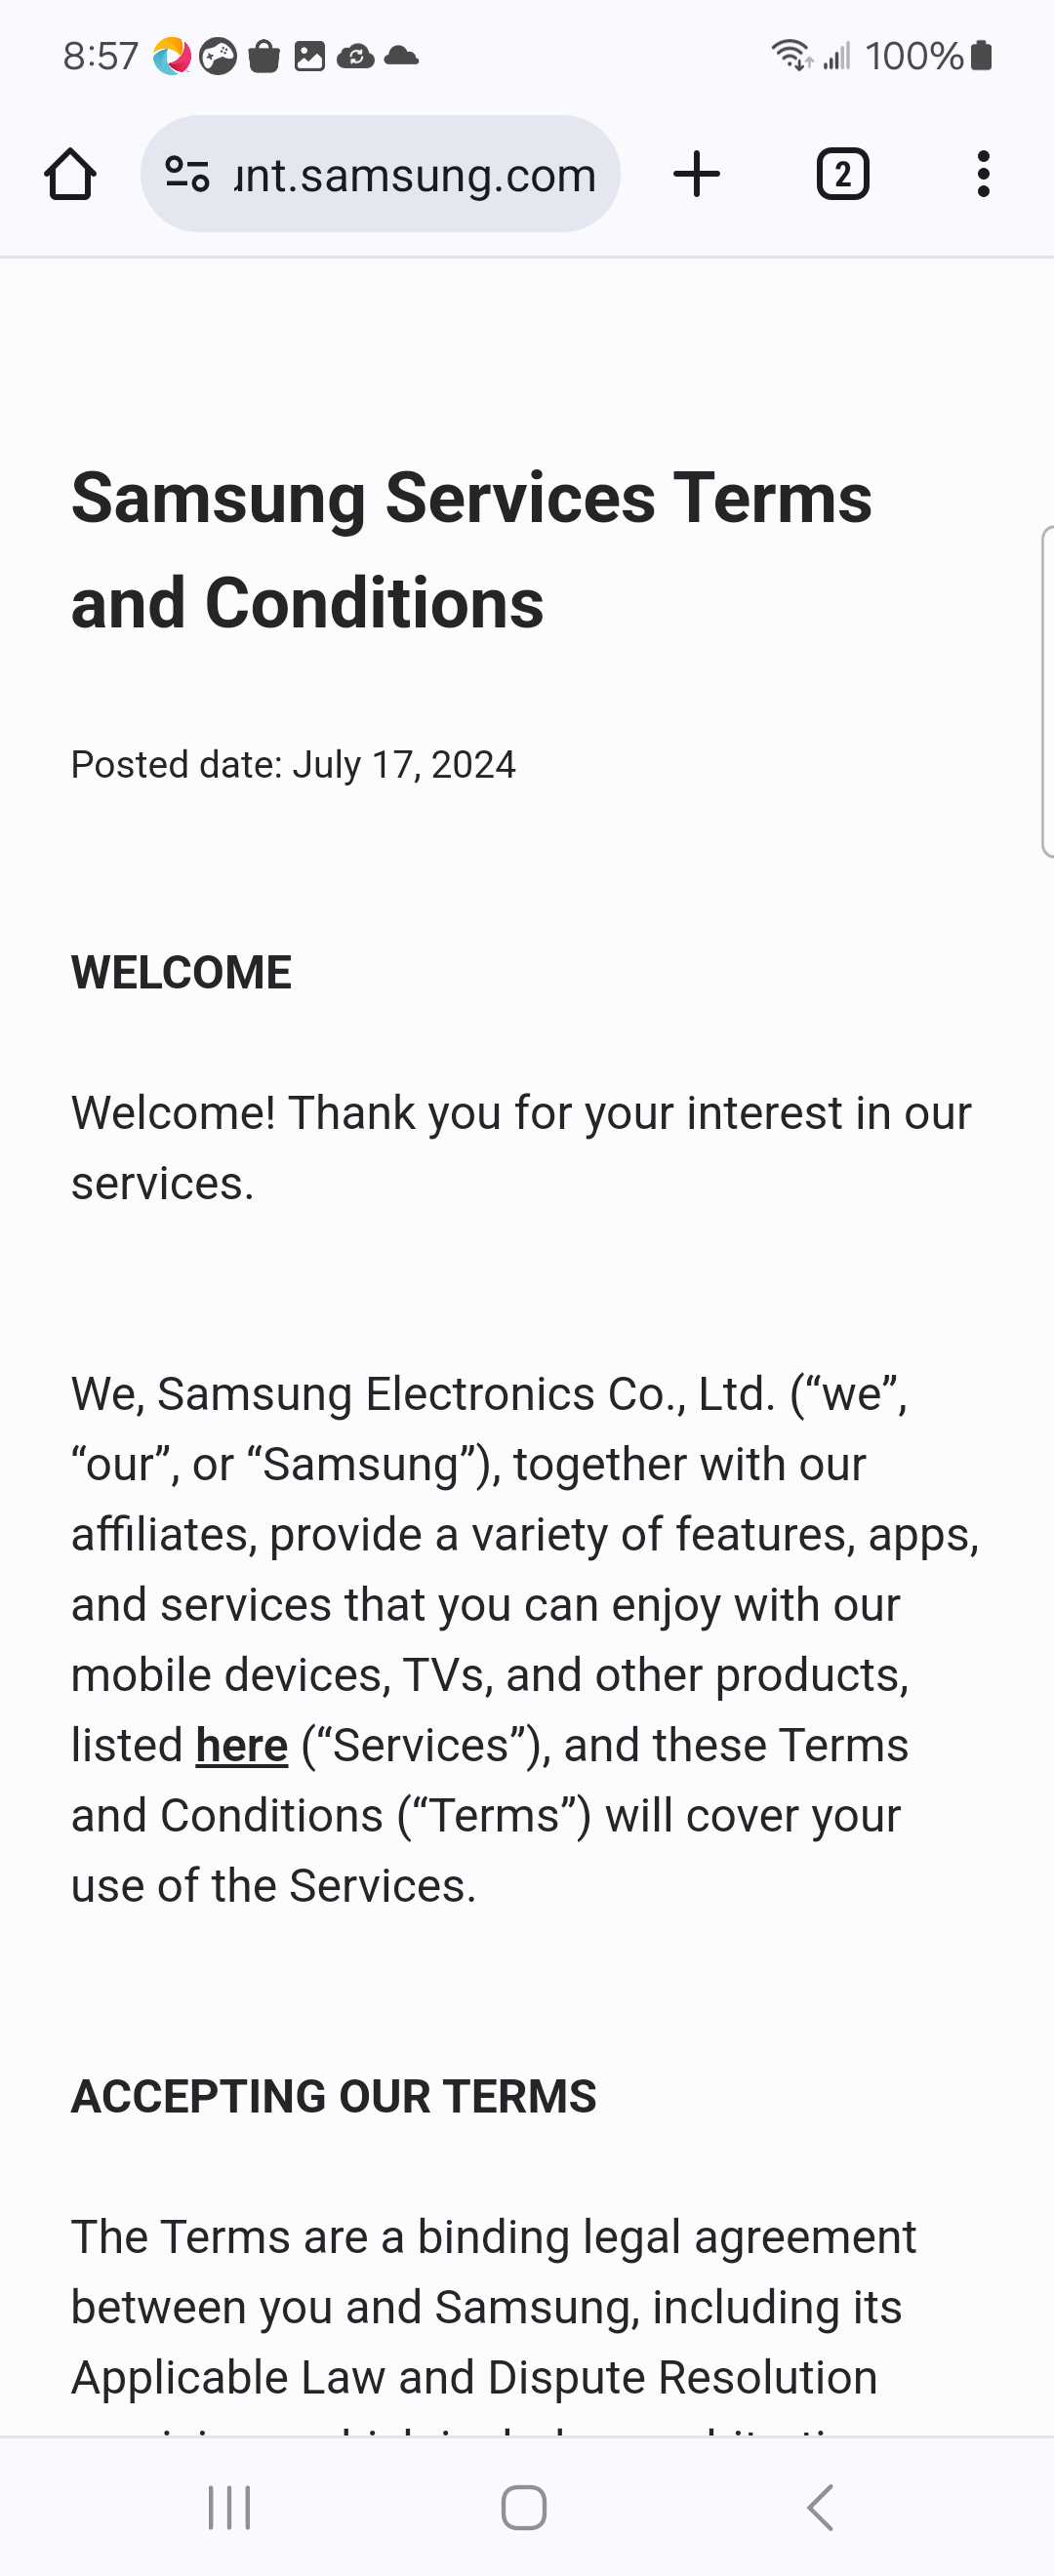 8:57
100%
unt.samsung.com
2
Samsung Services Terms
and Conditions
Posted date: July 17, 2024
WELCOME
Welcome! Thank you for your interest in our
services.
We, Samsung Electronics Co., Ltd. (“we”,
“our”, or “Samsung”), together with our
affiliates, provide a variety of features, apps,
and services that you can enjoy with our
mobile devices, TVs, and other products,
listed here (“Services”), and these Terms
and Conditions (“Terms”) will cover your
use of the Services.
ACCEPTING OUR TERMS
The Terms are a binding legal agreement
between you and Samsung, including its
Applicable Law and Dispute Resolution